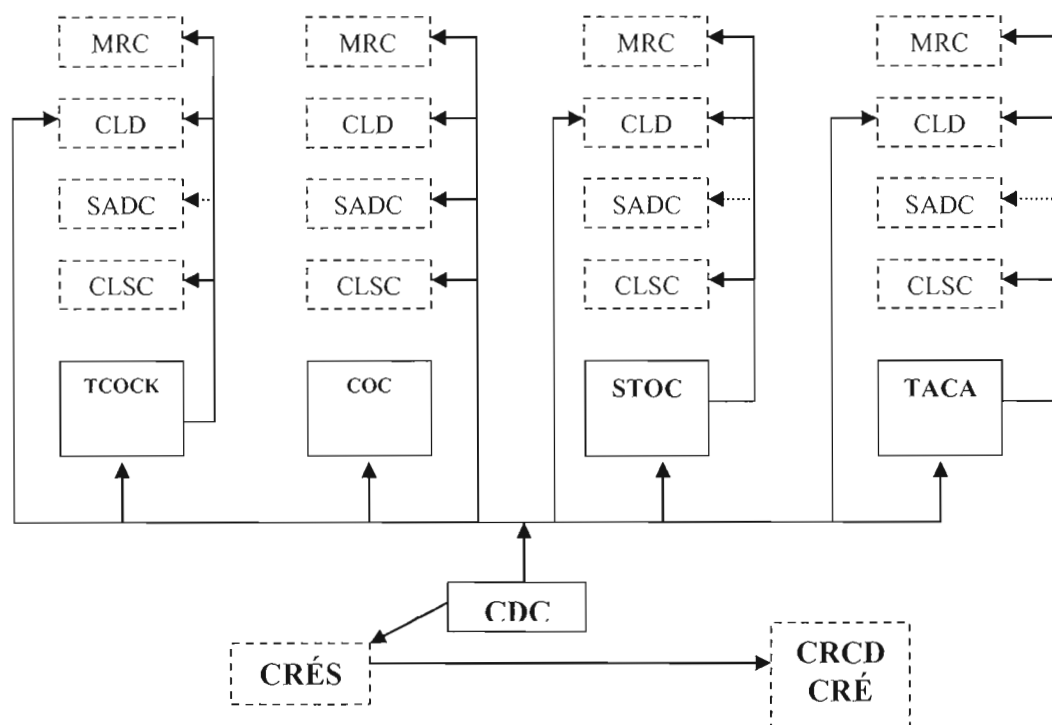 MRC MRC MRC MRC
CLD CLD CLD CLD
SADC SADC SADC SADC
CLSC CLSC CLSC CLSC
TCOCK COC STOC TACA
CDC
CRÉS
CRCD
CRÉ